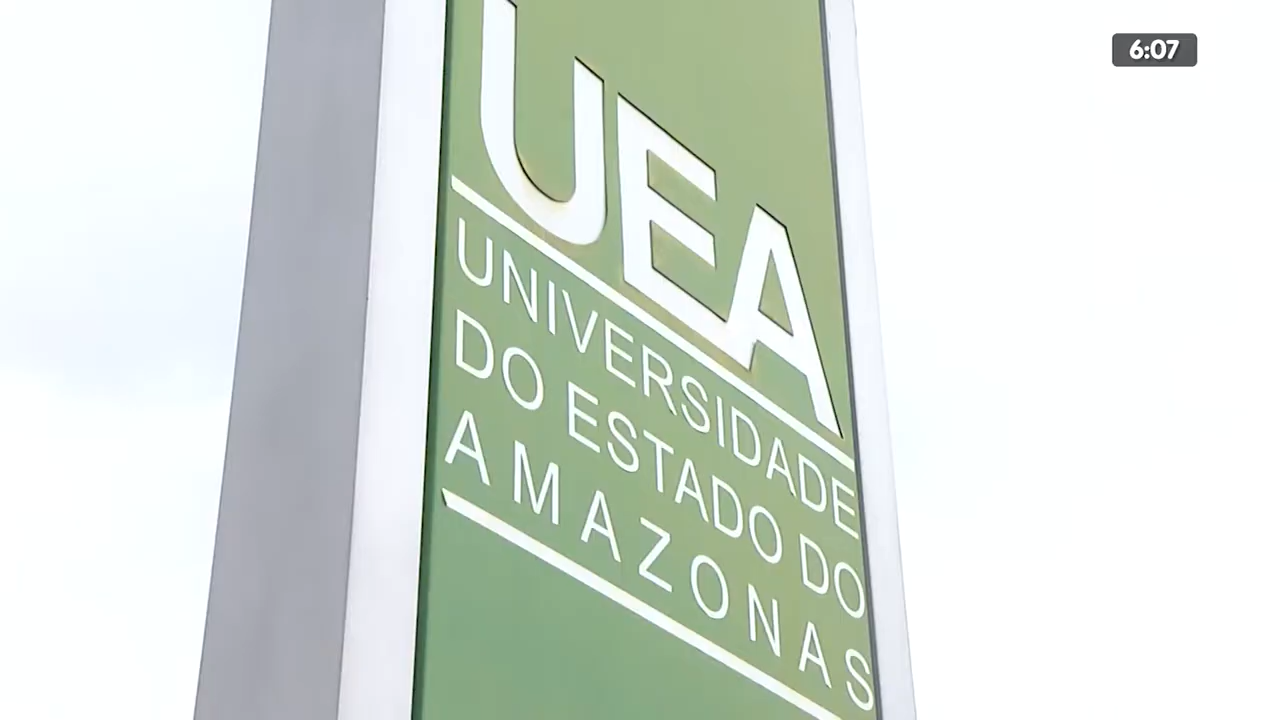 6:07
UEA
UNIVERSIDADE
DO ESTADO DO
AMAZONAS